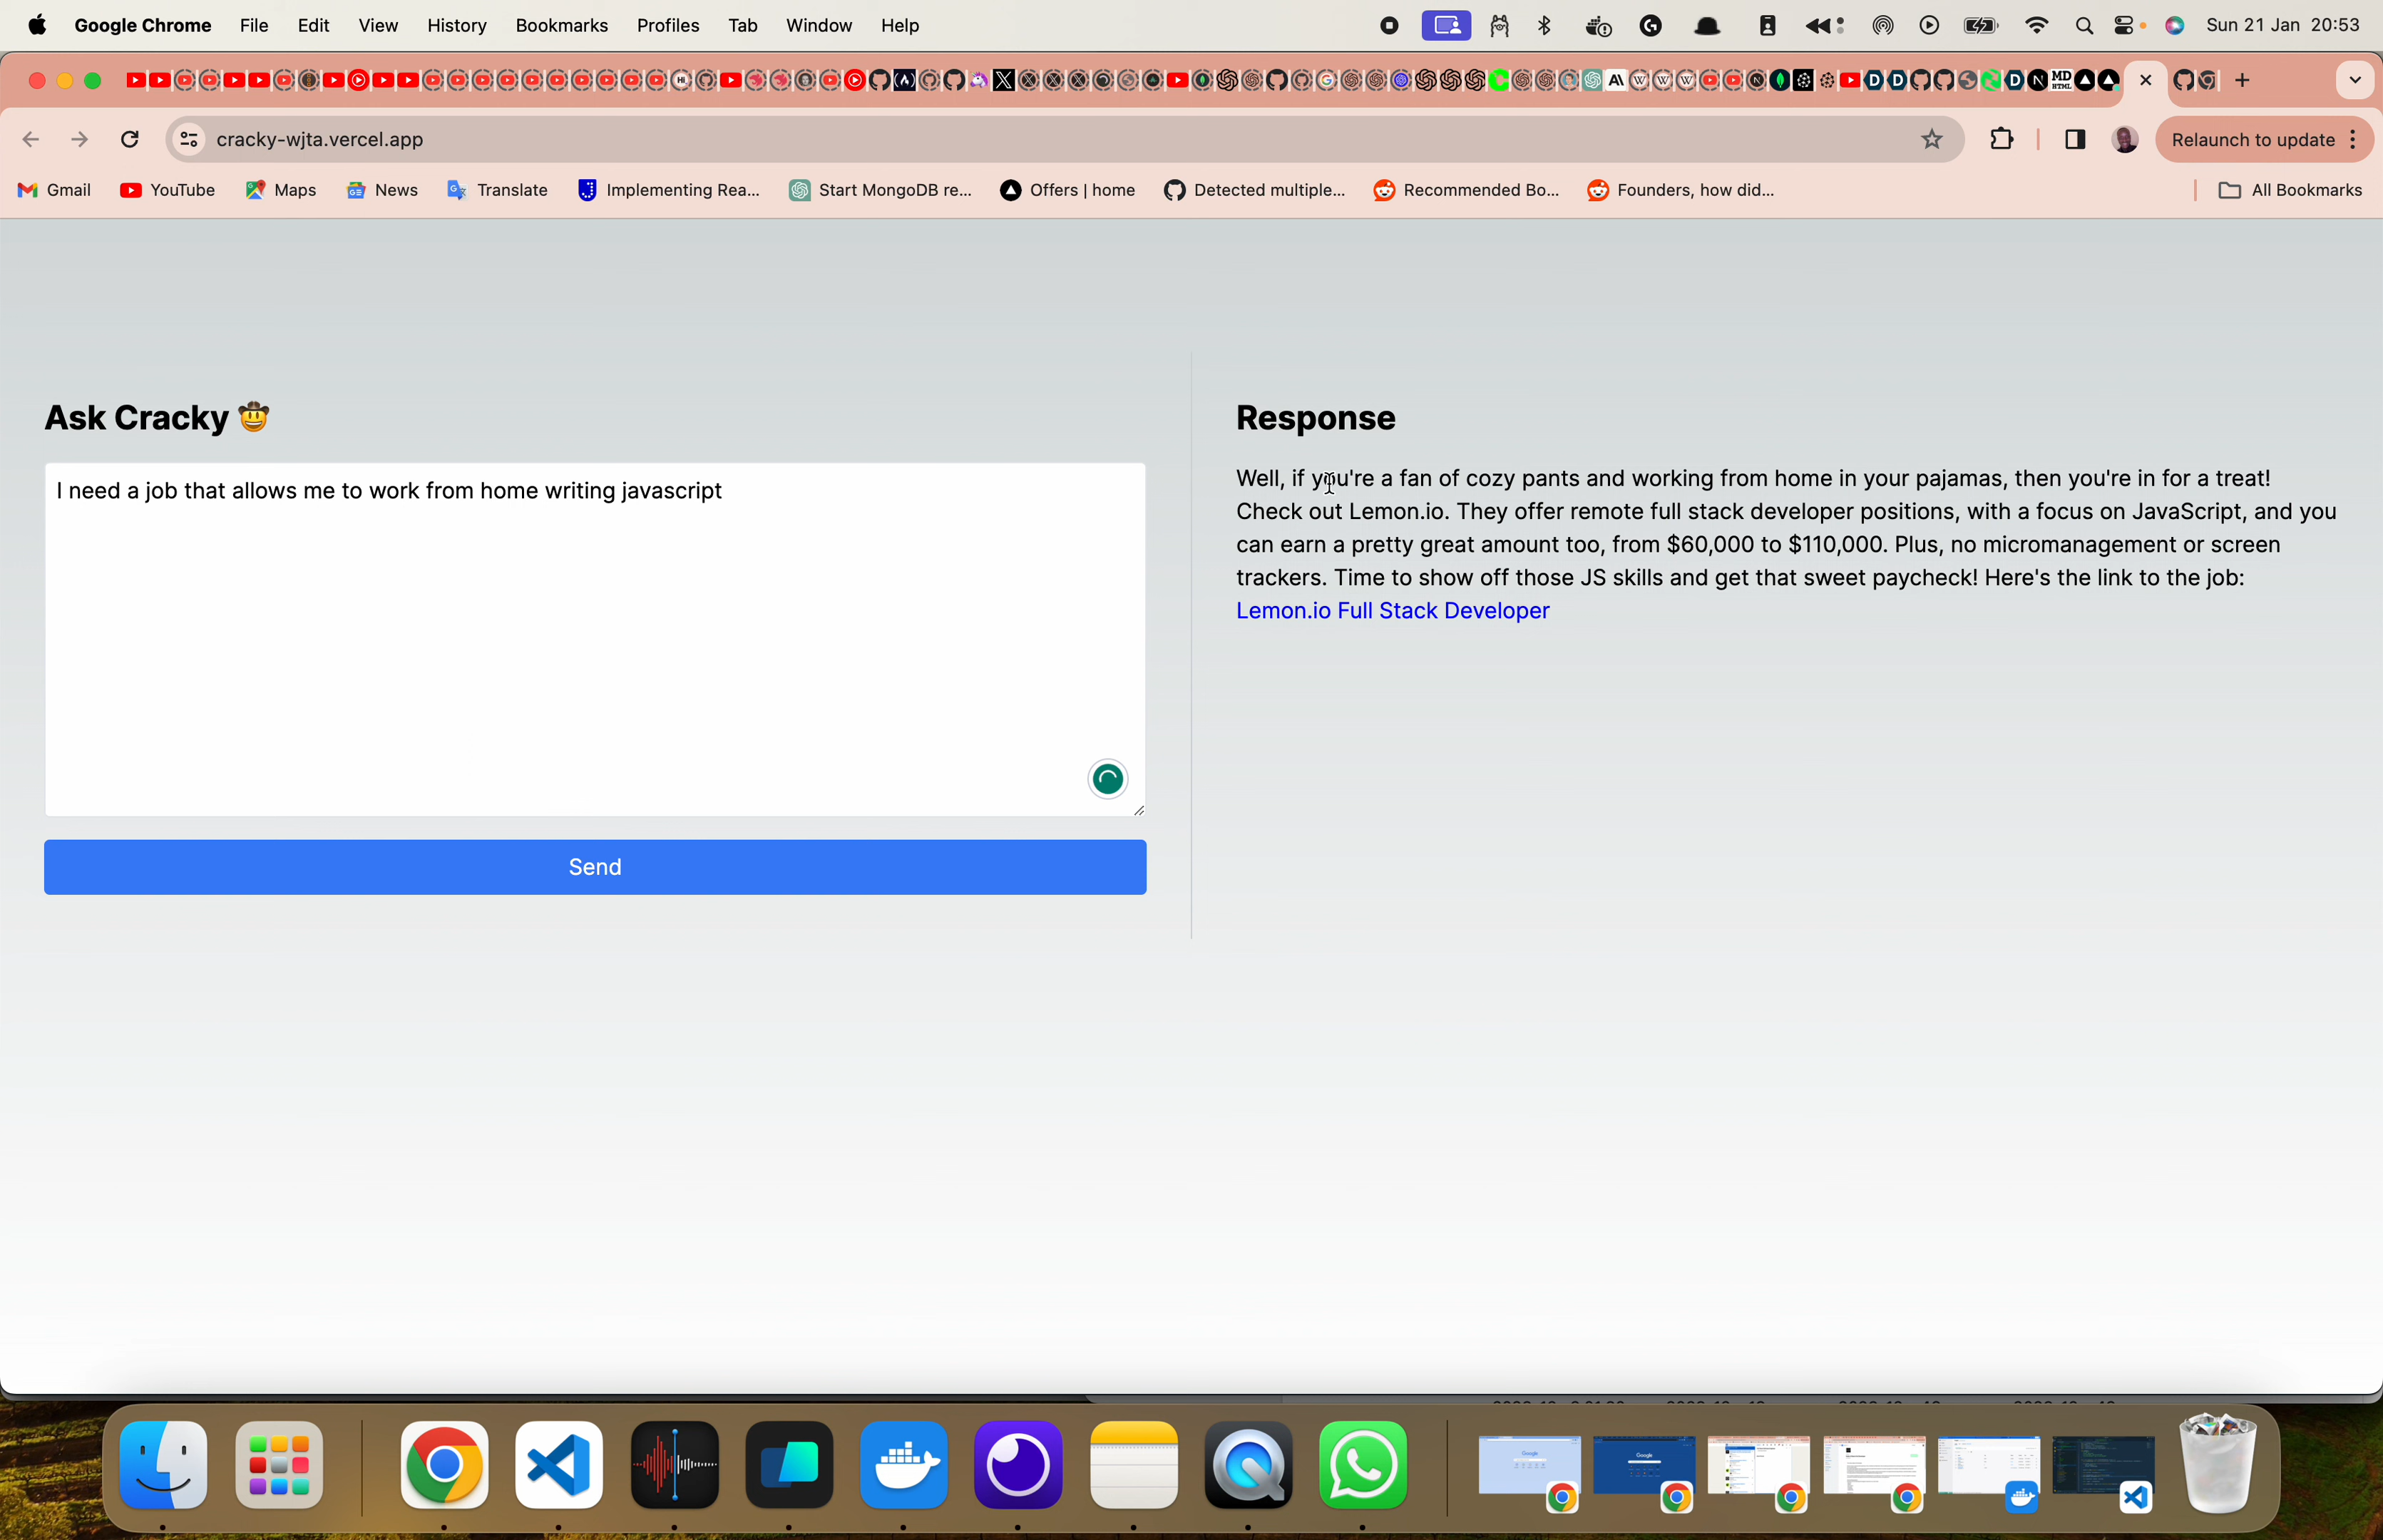 Google Chrome File Edit View History Bookmarks Profiles Tab Window Help Sun 21 Jan 20:53
HI AI W W W D D D N MD HTML
cracky-wjta.vercel.app Relaunch to update
Gmail YouTube Maps News Translate Implementing Rea... Start MongoDB re... Offers | home Detected multiple... Recommended Bo... Founders, how did... All Bookmarks
Ask Cracky 🤠
I need a job that allows me to work from home writing javascript
Send
Response
Well, if you're a fan of cozy pants and working from home in your pajamas, then you're in for a treat!
Check out Lemon.io. They offer remote full stack developer positions, with a focus on JavaScript, and you
can earn a pretty great amount too, from $60,000 to $110,000. Plus, no micromanagement or screen
trackers. Time to show off those JS skills and get that sweet paycheck! Here's the link to the job:
Lemon.io Full Stack Developer